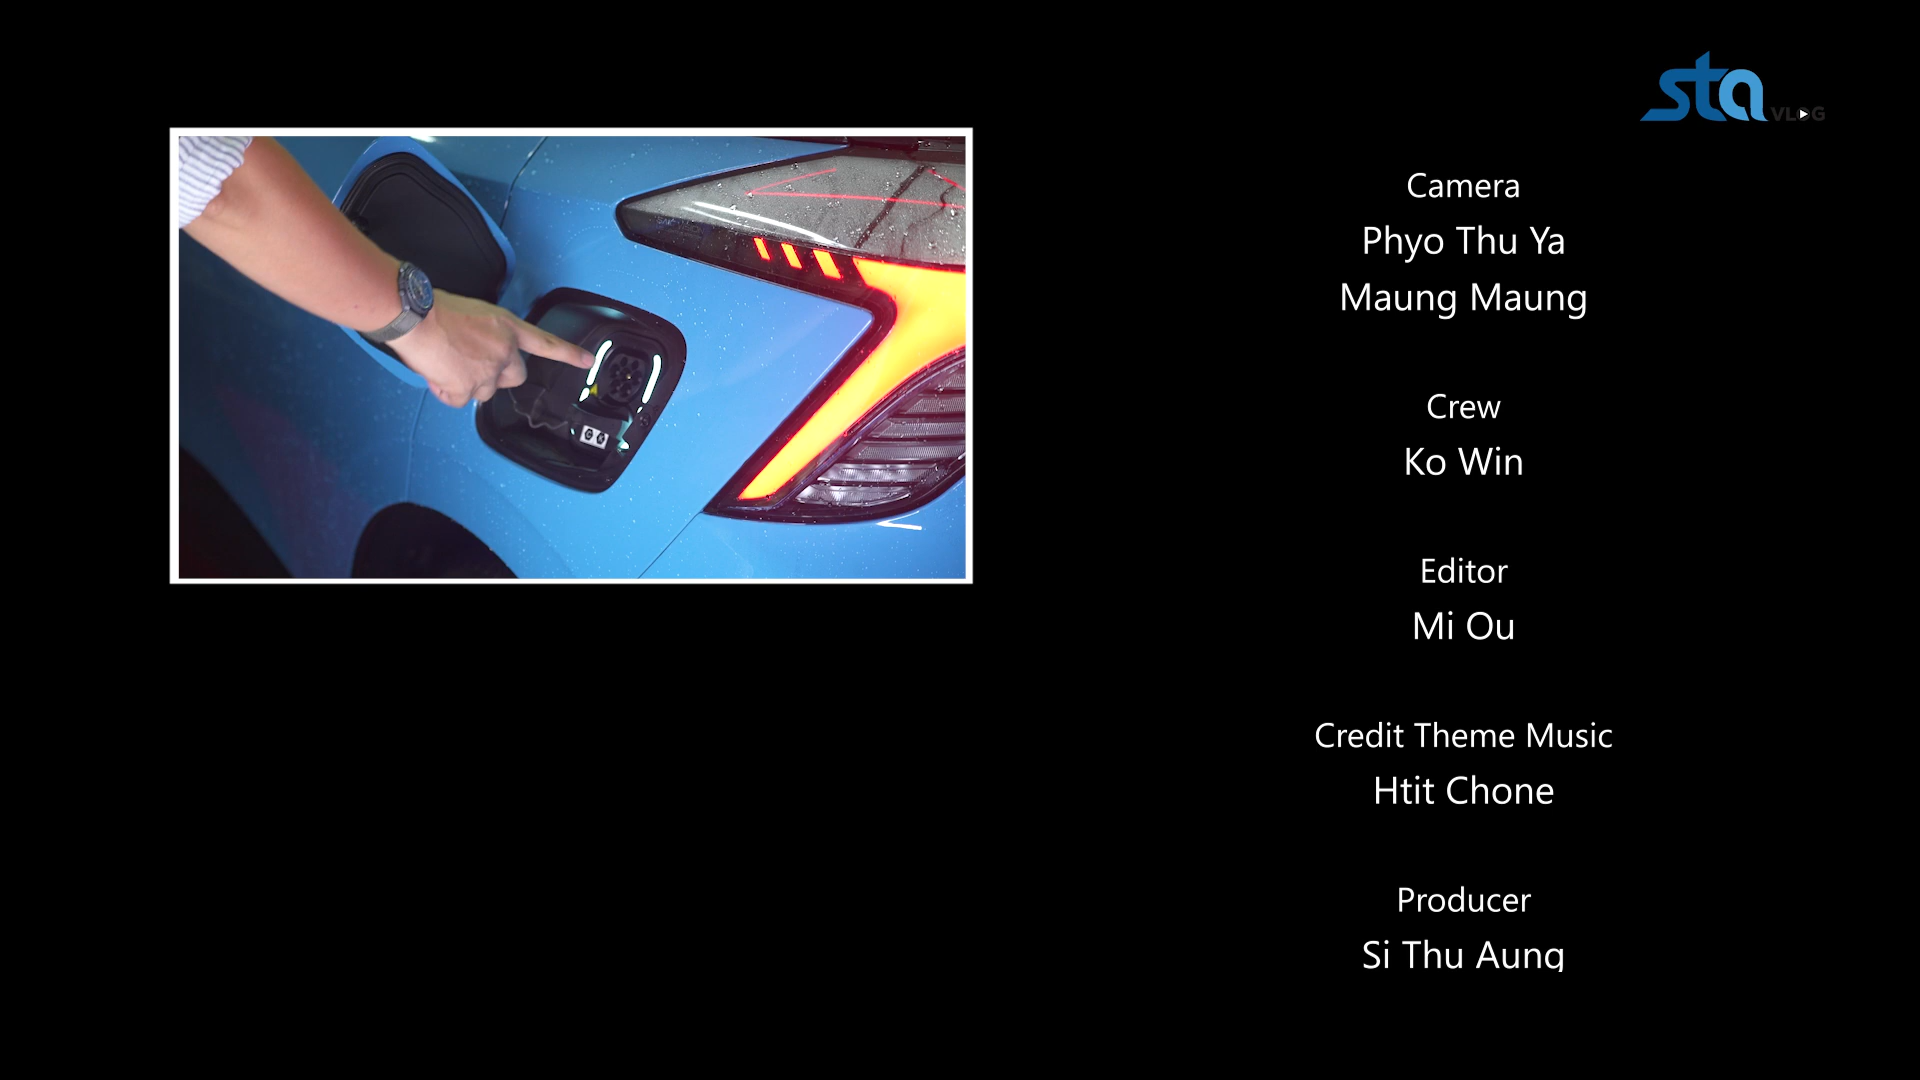 sta VLOG
Camera
Phyo Thu Ya
Maung Maung
Crew
Ko Win
Editor
Mi Ou
Credit Theme Music
Htit Chone
Producer
Si Thu Aung